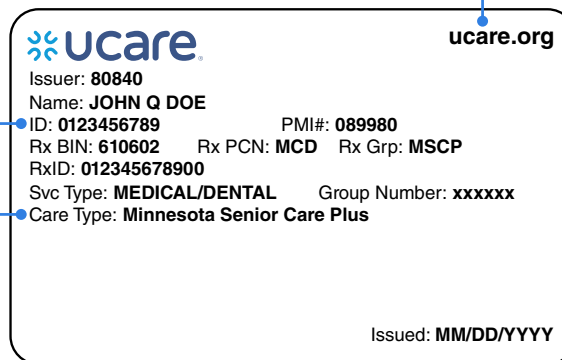 ucare
ucare.org
Issuer: 80840
Name: JOHN Q DOE
ID: 0123456789 PMI#: 089980
Rx BIN: 610602 Rx PCN: MCD Rx Grp: MSCP
RxID: 012345678900
Svc Type: MEDICAL/DENTAL Group Number: xxxxxx
Care Type: Minnesota Senior Care Plus
Issued: MM/DD/YYYY